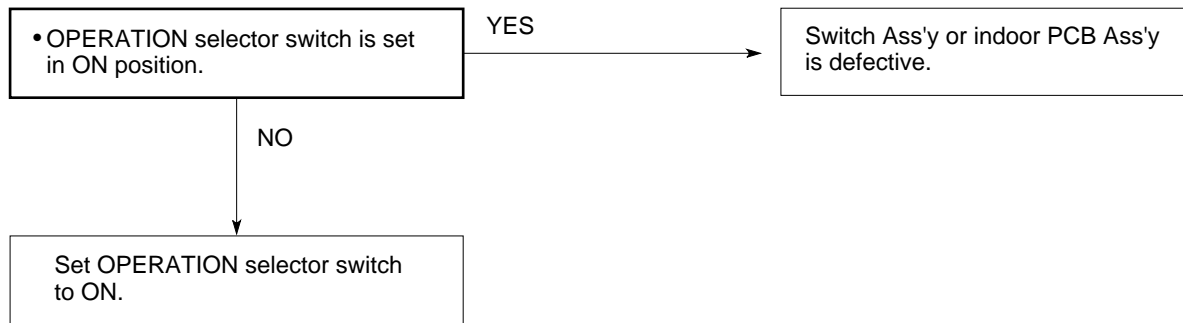 • OPERATION selector switch is set
in ON position.
YES
Switch Ass'y or indoor PCB Ass'y
is defective.
NO
Set OPERATION selector switch
to ON.